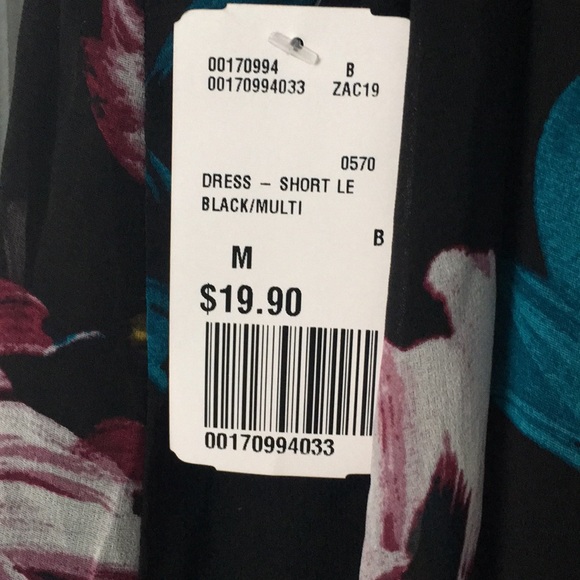 00170994 B
00170994033 ZAC19
0570
DRESS – SHORT LE
BLACK/MULTI
B
M
$19.90
00170994033